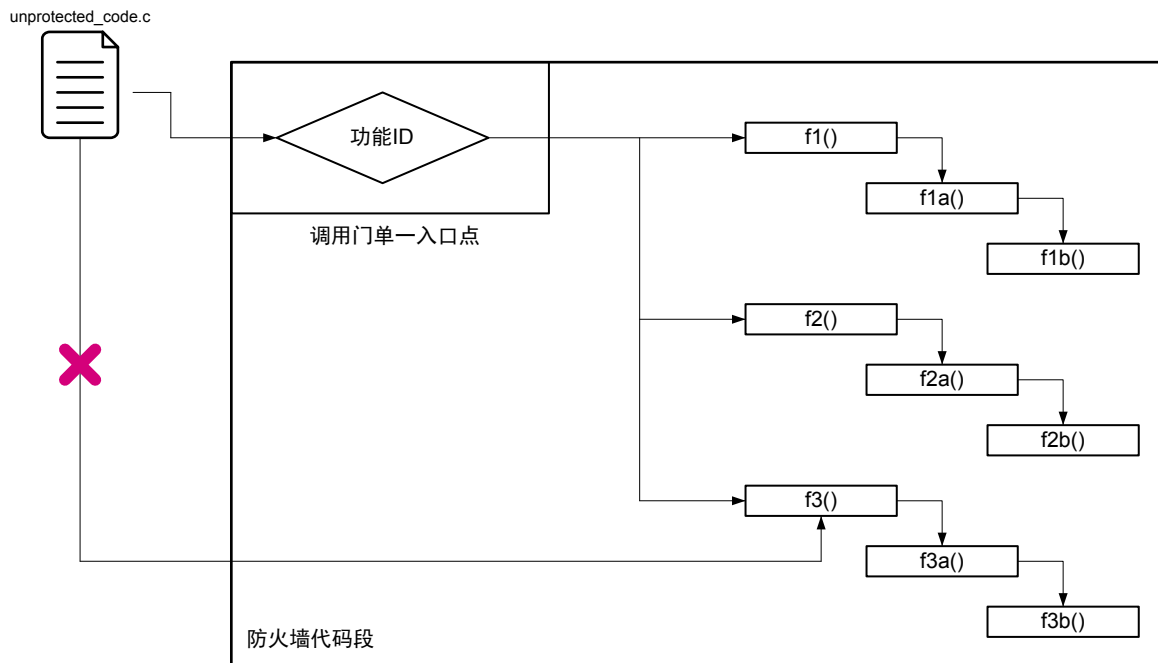 unprotected_code.c
功能ID
调用门单一入口点
f1()
f1a()
f1b()
f2()
f2a()
f2b()
f3()
f3a()
f3b()
防火墙代码段